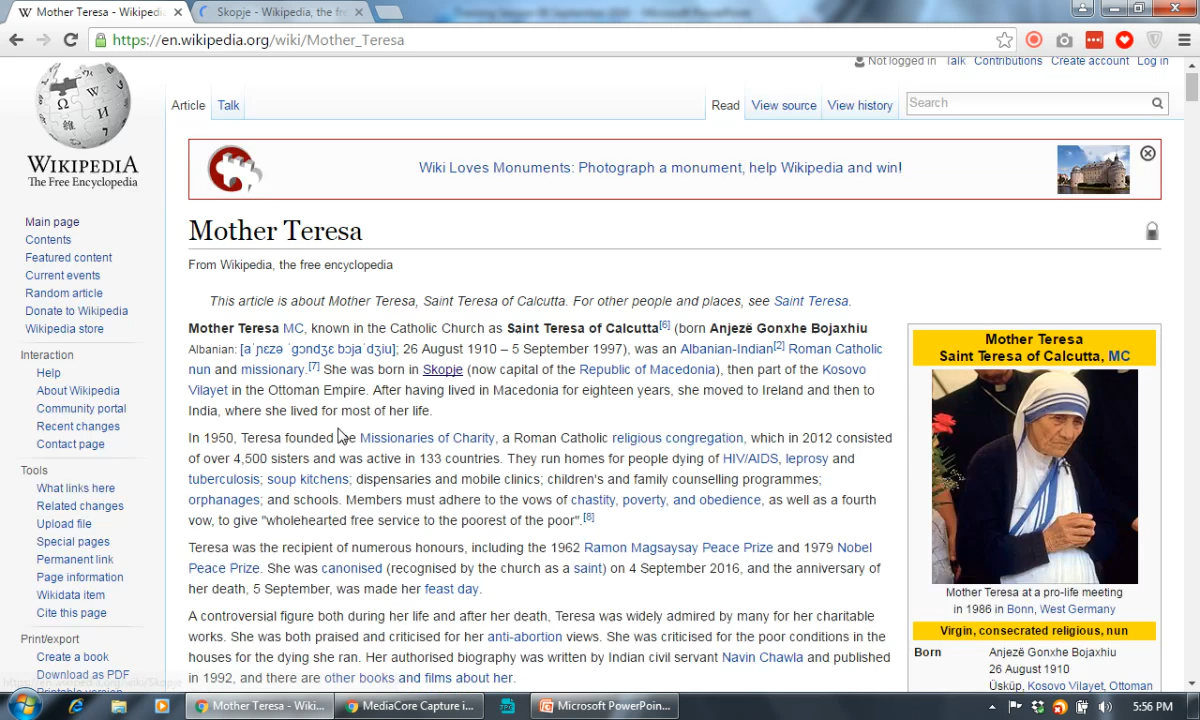 Mother Teresa - Wikipedi
Skopje - Wikipedia, the fre
Training Version 08 September 2016 - Microsoft PowerPoint
https://en.wikipedia.org/wiki/Mother_Teresa
Not logged in Talk Contributions Create account Log in
Article Talk Read View source View history Search
WIKIPEDIA
The Free Encyclopedia
Wiki Loves Monuments: Photograph a monument, help Wikipedia and win!
Main page
Contents
Featured content
Current events
Random article
Donate to Wikipedia
Wikipedia store
Interaction
Help
About Wikipedia
Community portal
Recent changes
Contact page
Tools
What links here
Related changes
Upload file
Special pages
Permanent link
Page information
Wikidata item
Cite this page
Print/export
Create a book
Download as PDF
Printable version
https://en.wikipedia.org/wiki/Skopje
Mother Teresa
From Wikipedia, the free encyclopedia
This article is about Mother Teresa, Saint Teresa of Calcutta. For other people and places, see Saint Teresa.
Mother Teresa MC, known in the Catholic Church as Saint Teresa of Calcutta[6] (born Anjezë Gonxhe Bojaxhiu
Albanian: [aˈɲɛzə ˈɡɔndʒɛ bɔjaˈdʒiu]; 26 August 1910 – 5 September 1997), was an Albanian-Indian[2] Roman Catholic
nun and missionary.[7] She was born in Skopje (now capital of the Republic of Macedonia), then part of the Kosovo
Vilayet in the Ottoman Empire. After having lived in Macedonia for eighteen years, she moved to Ireland and then to
India, where she lived for most of her life.
In 1950, Teresa founded the Missionaries of Charity, a Roman Catholic religious congregation, which in 2012 consisted
of over 4,500 sisters and was active in 133 countries. They run homes for people dying of HIV/AIDS, leprosy and
tuberculosis; soup kitchens; dispensaries and mobile clinics; children's and family counselling programmes;
orphanages; and schools. Members must adhere to the vows of chastity, poverty, and obedience, as well as a fourth
vow, to give "wholehearted free service to the poorest of the poor".[8]
Teresa was the recipient of numerous honours, including the 1962 Ramon Magsaysay Peace Prize and 1979 Nobel
Peace Prize. She was canonised (recognised by the church as a saint) on 4 September 2016, and the anniversary of
her death, 5 September, was made her feast day.
A controversial figure both during her life and after her death, Teresa was widely admired by many for her charitable
works. She was both praised and criticised for her anti-abortion views. She was criticised for the poor conditions in the
houses for the dying she ran. Her authorised biography was written by Indian civil servant Navin Chawla and published
in 1992, and there are other books and films about her.
Mother Teresa
Saint Teresa of Calcutta, MC
Mother Teresa at a pro-life meeting
in 1986 in Bonn, West Germany
Virgin, consecrated religious, nun
Born Anjezë Gonxhe Bojaxhiu
26 August 1910
Üsküp, Kosovo Vilayet, Ottoman
Mother Teresa - Wiki... MediaCore Capture i... Microsoft PowerPoin... 5:56 PM